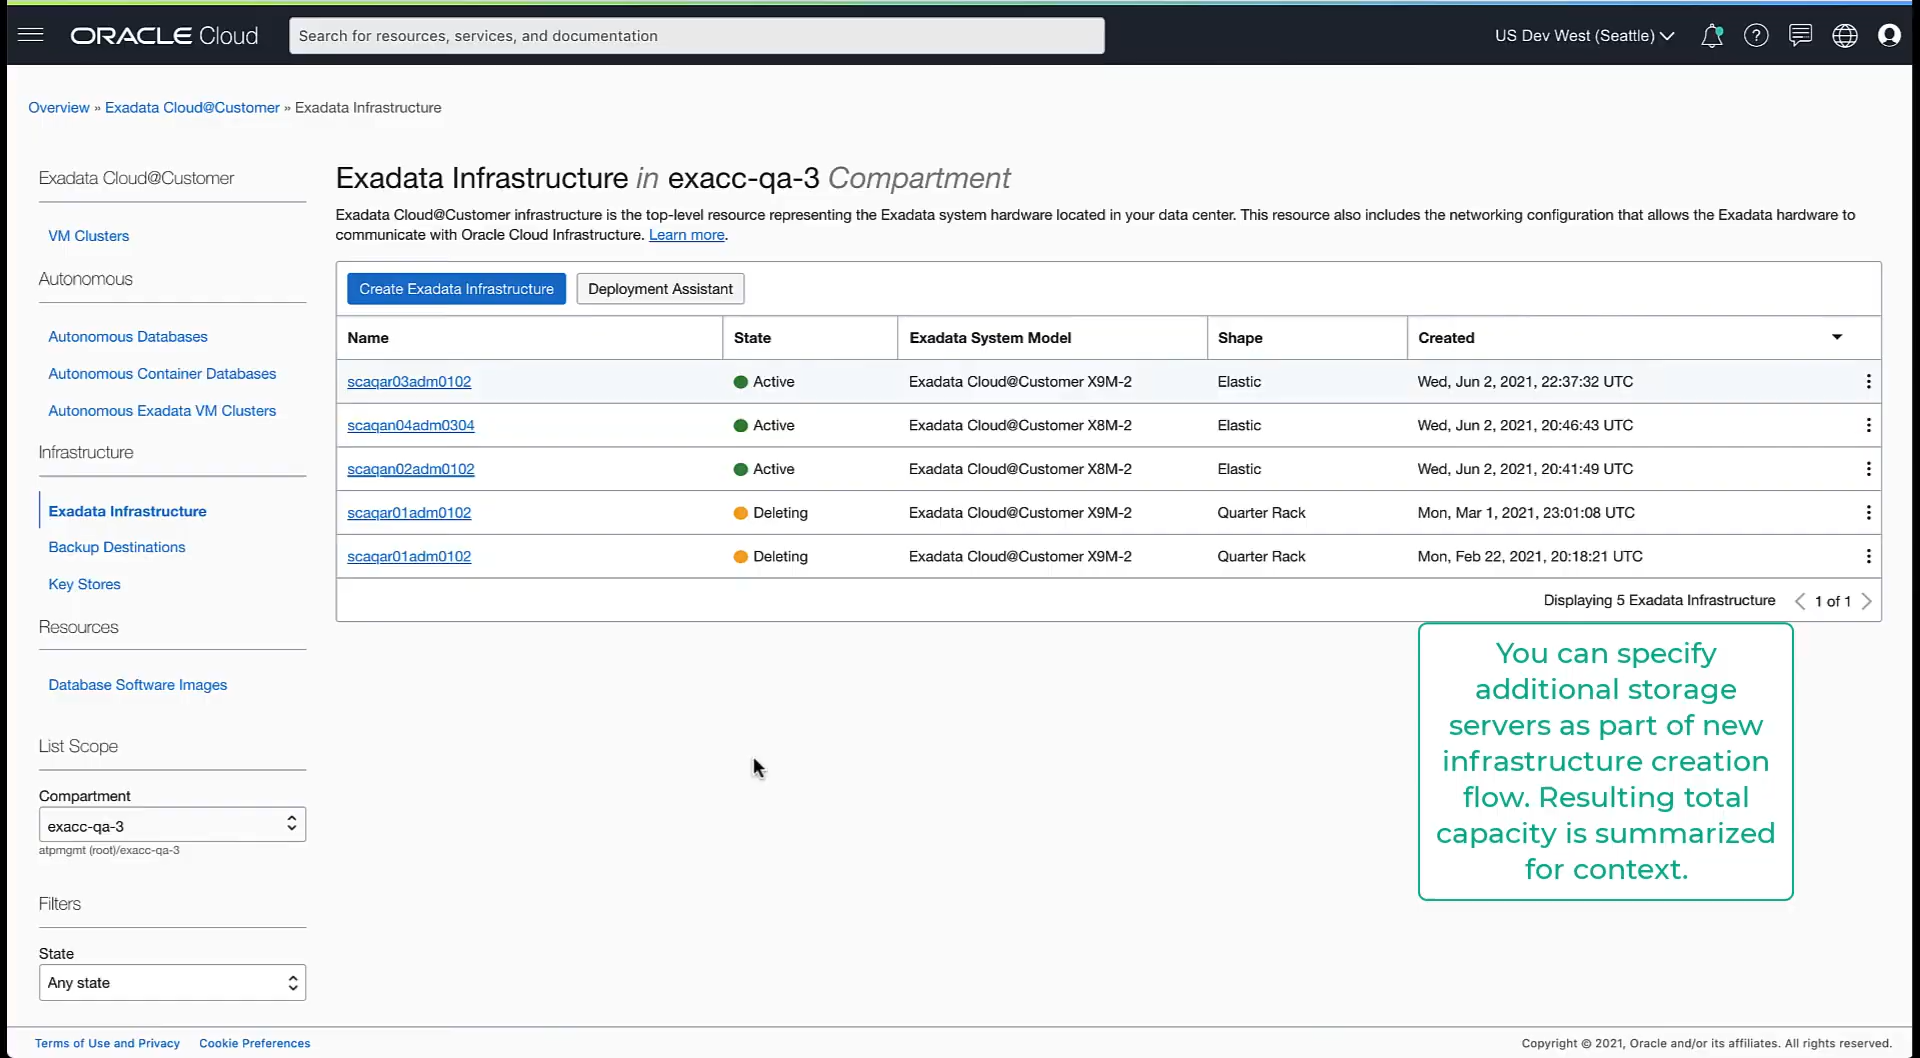 ORACLE Cloud
Search for resources, services, and documentation
US Dev West (Seattle)
Overview » Exadata Cloud@Customer » Exadata Infrastructure
Exadata Cloud@Customer
VM Clusters
Autonomous
Autonomous Databases
Autonomous Container Databases
Autonomous Exadata VM Clusters
Infrastructure
Exadata Infrastructure
Backup Destinations
Key Stores
Resources
Database Software Images
List Scope
Compartment
exacc-qa-3
atpmgmt (root)/exacc-qa-3
Filters
State
Any state
Exadata Infrastructure in exacc-qa-3 Compartment
Exadata Cloud@Customer infrastructure is the top-level resource representing the Exadata system hardware located in your data center. This resource also includes the networking configuration that allows the Exadata hardware to
communicate with Oracle Cloud Infrastructure. Learn more.
Create Exadata Infrastructure Deployment Assistant
Name State Exadata System Model Shape Created
scaqar03adm0102 Active Exadata Cloud@Customer X9M-2 Elastic Wed, Jun 2, 2021, 22:37:32 UTC
scaqan04adm0304 Active Exadata Cloud@Customer X8M-2 Elastic Wed, Jun 2, 2021, 20:46:43 UTC
scaqan02adm0102 Active Exadata Cloud@Customer X8M-2 Elastic Wed, Jun 2, 2021, 20:41:49 UTC
scaqar01adm0102 Deleting Exadata Cloud@Customer X9M-2 Quarter Rack Mon, Mar 1, 2021, 23:01:08 UTC
scaqar01adm0102 Deleting Exadata Cloud@Customer X9M-2 Quarter Rack Mon, Feb 22, 2021, 20:18:21 UTC
Displaying 5 Exadata Infrastructure 1 of 1
You can specify
additional storage
servers as part of new
infrastructure creation
flow. Resulting total
capacity is summarized
for context.
Terms of Use and Privacy Cookie Preferences
Copyright © 2021, Oracle and/or its affiliates. All rights reserved.